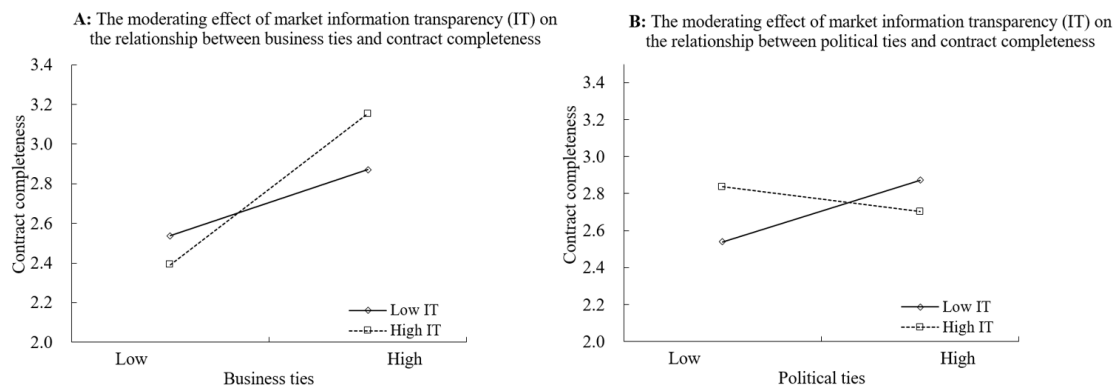 A: The moderating effect of market information transparency (IT) on
the relationship between business ties and contract completeness
3.4
3.2
3.0
2.8
2.6
2.4
2.2
2.0
Contract completeness
Low IT
High IT
Low
High
Business ties
B: The moderating effect of market information transparency (IT) on
the relationship between political ties and contract completeness
3.4
3.2
3.0
2.8
2.6
2.4
2.2
2.0
Contract completeness
Low IT
High IT
Low
High
Political ties